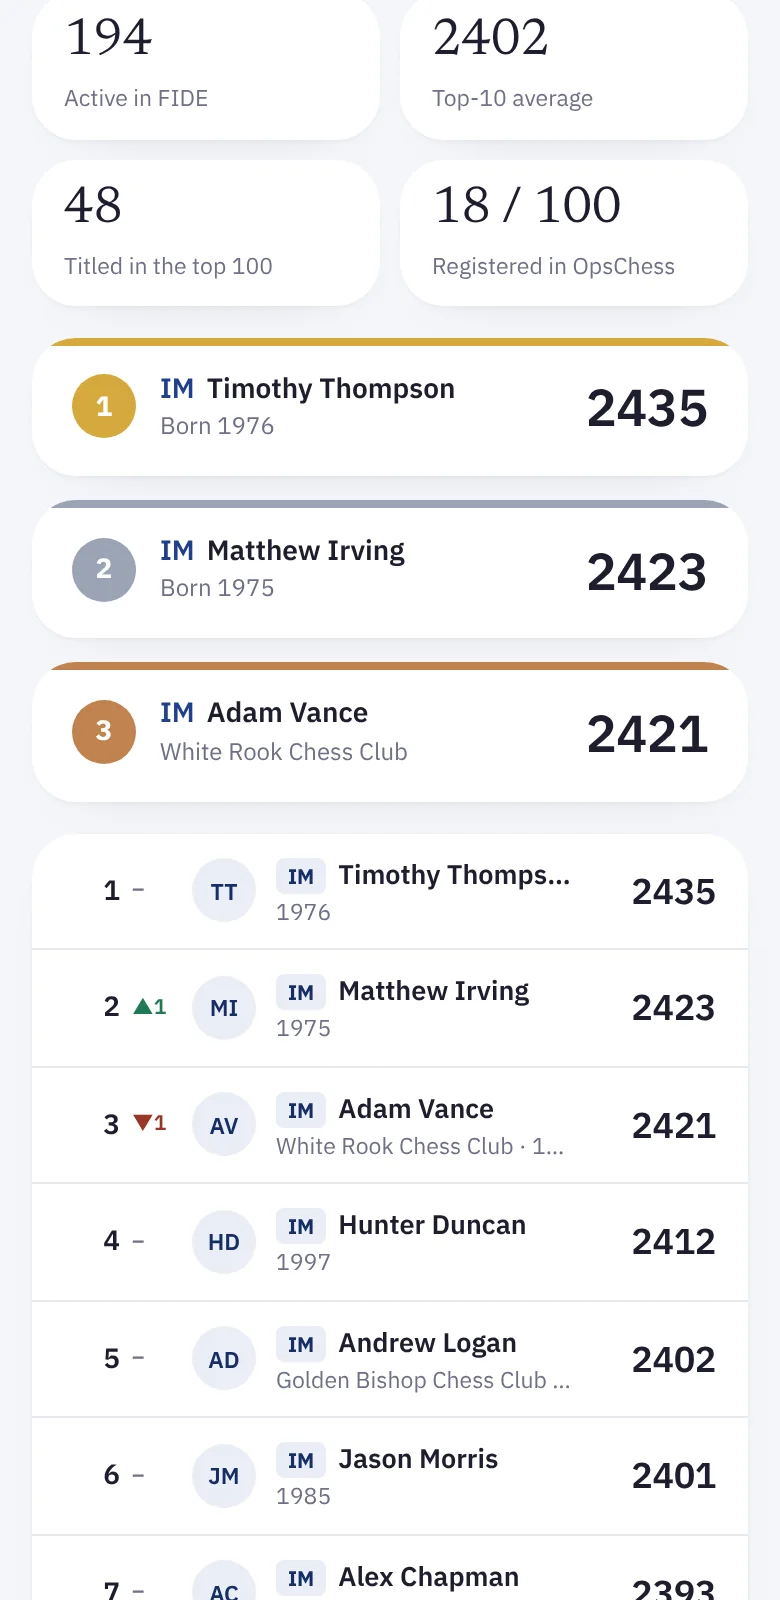 194
Active in FIDE
2402
Top-10 average
48
Titled in the top 100
18 / 100
Registered in OpsChess
1
IM Timothy Thompson
Born 1976
2435
2
IM Matthew Irving
Born 1975
2423
3
IM Adam Vance
White Rook Chess Club
2421
1 – TT IM Timothy Thomps... 2435
1976
2 ▲1 MI IM Matthew Irving 2423
1975
3 ▼1 AV IM Adam Vance 2421
White Rook Chess Club · 1...
4 – HD IM Hunter Duncan 2412
1997
5 – AD IM Andrew Logan 2402
Golden Bishop Chess Club ...
6 – JM IM Jason Morris 2401
1985
7 – AC IM Alex Chapman 2393